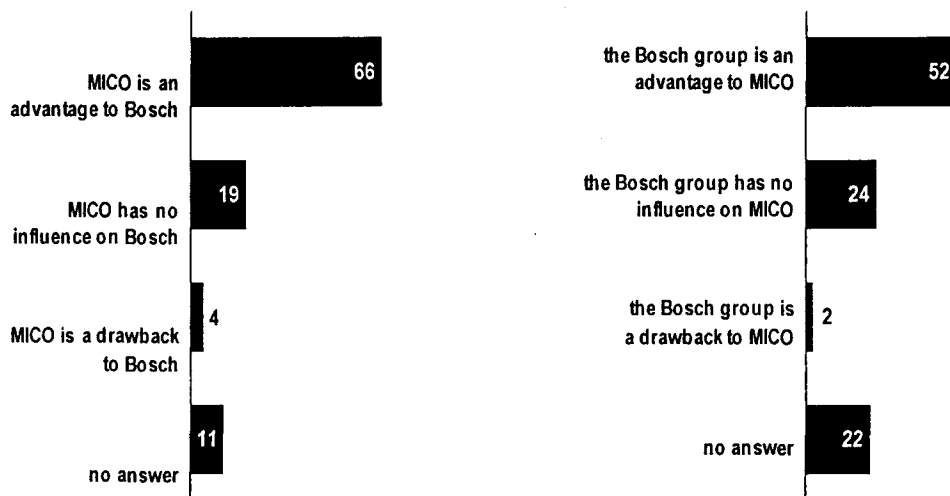 MICO is an
advantage to Bosch
66
MICO has no
influence on Bosch
19
MICO is a drawback
to Bosch
4
no answer
11
the Bosch group is an
advantage to MICO
52
the Bosch group has no
influence on MICO
24
the Bosch group is
a drawback to MICO
2
no answer
22